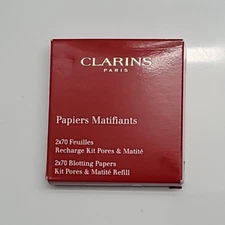 CLARINS
PARIS
Papiers Matifiants
2x70 Feuilles
Recharge Kit Pores & Matité
2x70 Blotting Papers
Kit Pores & Matité Refill